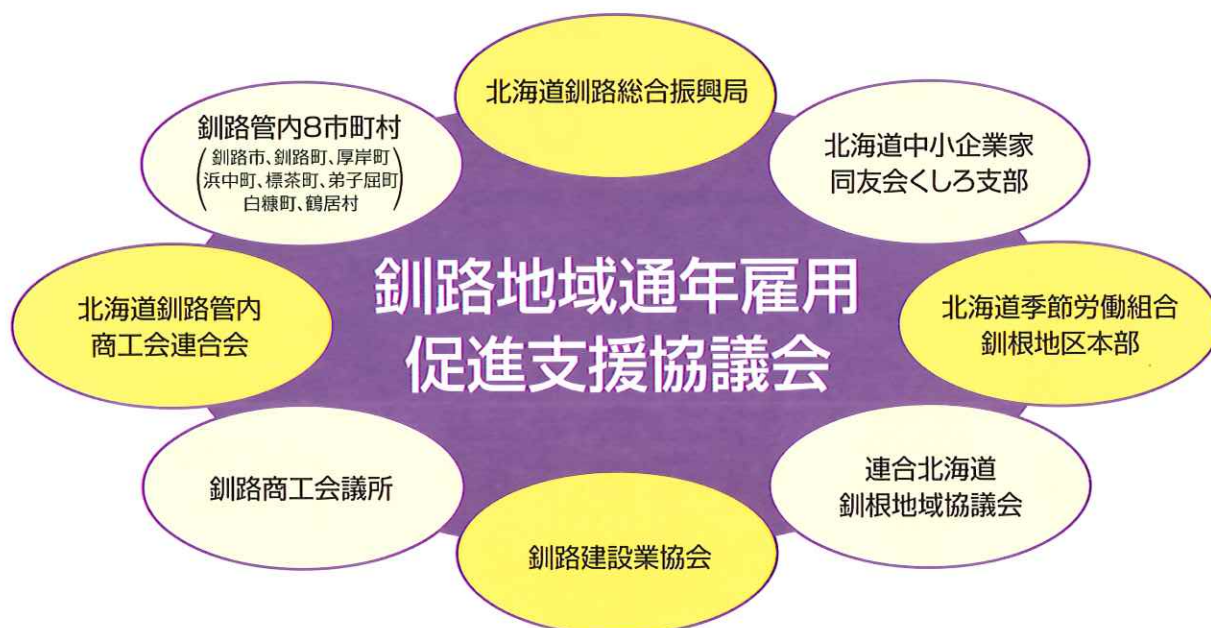 北海道釧路総合振興局
釧路管内8市町村
(釧路市、釧路町、厚岸町
浜中町、標茶町、弟子屈町
白糠町、鶴居村)
北海道中小企業家
同友会くしろ支部
釧路地域通年雇用
促進支援協議会
北海道釧路管内
商工会連合会
北海道季節労働組合
釧根地区本部
釧路商工会議所
連合北海道
釧根地域協議会
釧路建設業協会